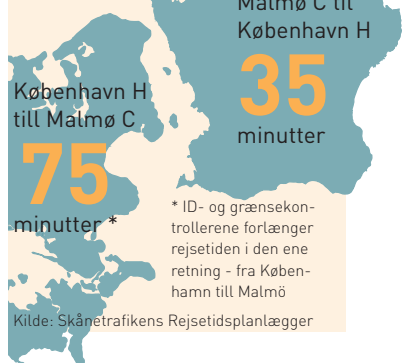 Malmø C til
København H
35
minutter
København H
till Malmø C
75
minutter *
* ID- og grænsekon-
trollerene forlænger
rejsetiden i den ene
retning - fra Køben-
hamn till Malmö
Kilde: Skånetrafikens Rejsetidsplanlægger